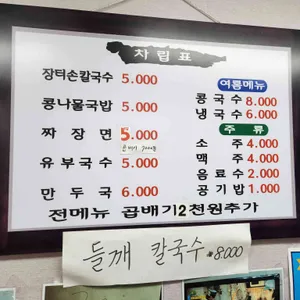 차림표
장터손칼국수 5.000
콩나물국밥 5.000
짜장면 5.000
곱배기
유부국수 5.000
만두국 6.000
여름메뉴
콩국수 8.000
냉국수 6.000
주류
소주 4.000
맥주 4.000
음료수 2.000
공기밥 1.000
전메뉴 곱배기2천원추가
들깨 칼국수 ₩8.000